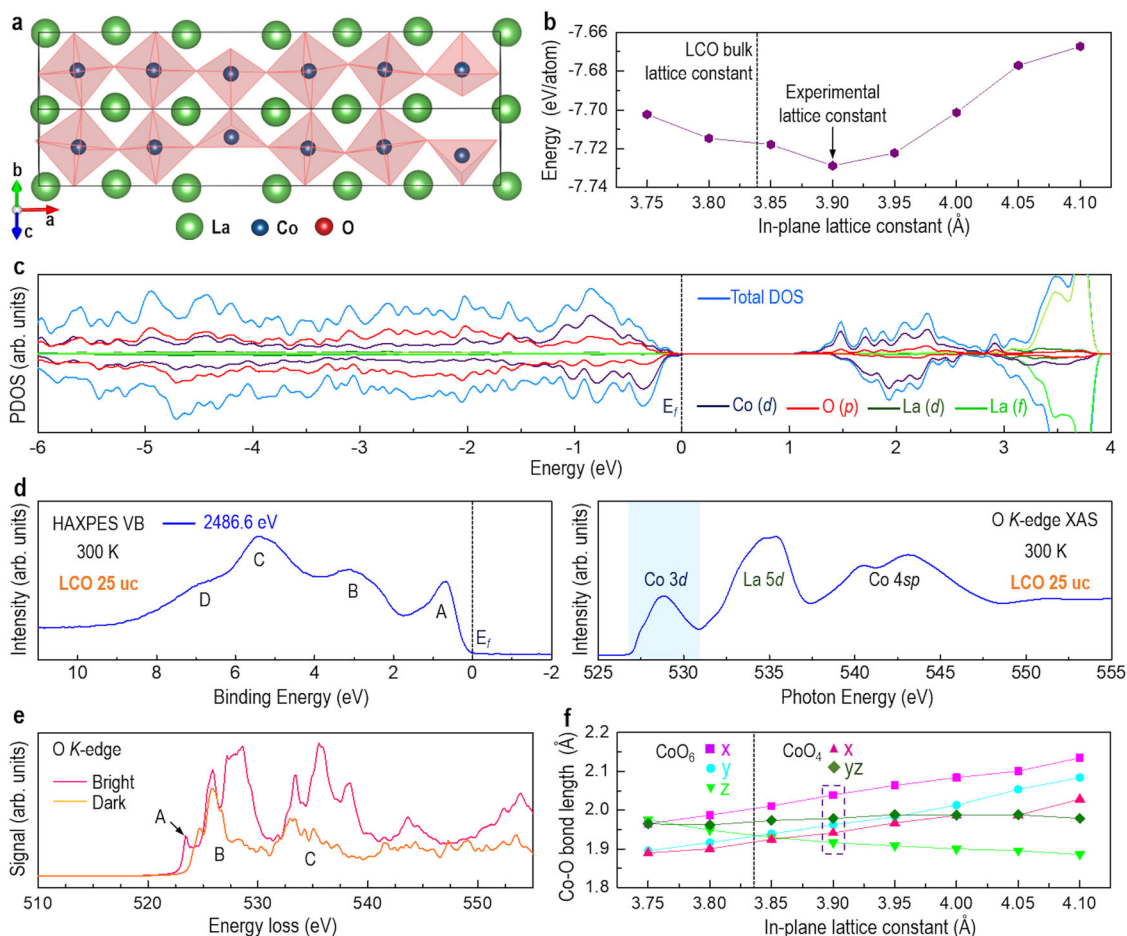 a
b
a
c
La
Co
O
b
LCO bulk
lattice constant
Experimental
lattice constant
Energy (eV/atom)
-7.66
-7.68
-7.70
-7.72
-7.74
3.75 3.80 3.85 3.90 3.95 4.00 4.05 4.10
In-plane lattice constant (Å)
c
PDOS (arb. units)
Total DOS
E_f
Co (d) O (p) La (d) La (f)
-6 -5 -4 -3 -2 -1 0 1 2 3 4
Energy (eV)
d
Intensity (arb. units)
HAXPES VB 2486.6 eV
300 K
LCO 25 uc
D
C
B
A
E_f
10 8 6 4 2 0 -2
Binding Energy (eV)
Intensity (arb. units)
O K-edge XAS
300 K
LCO 25 uc
Co 3d
La 5d
Co 4sp
525 530 535 540 545 550 555
Photon Energy (eV)
e
Signal (arb. units)
O K-edge
Bright
Dark
A
B
C
510 520 530 540 550
Energy loss (eV)
f
Co-O bond length (Å)
2.2
2.1
2.0
1.9
1.8
CoO₆ x
y
z
CoO₄ x
yz
3.75 3.80 3.85 3.90 3.95 4.00 4.05 4.10
In-plane lattice constant (Å)